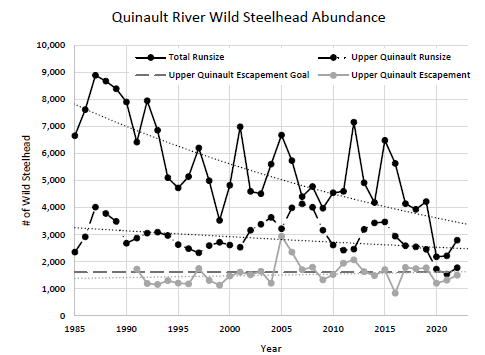 Quinault River Wild Steelhead Abundance
10,000
9,000
8,000
7,000
6,000
5,000
4,000
3,000
2,000
1,000
0
# of Wild Steelhead
Total Runsize
Upper Quinault Runsize
Upper Quinault Escapement Goal
Upper Quinault Escapement
1985 1990 1995 2000 2005 2010 2015 2020
Year